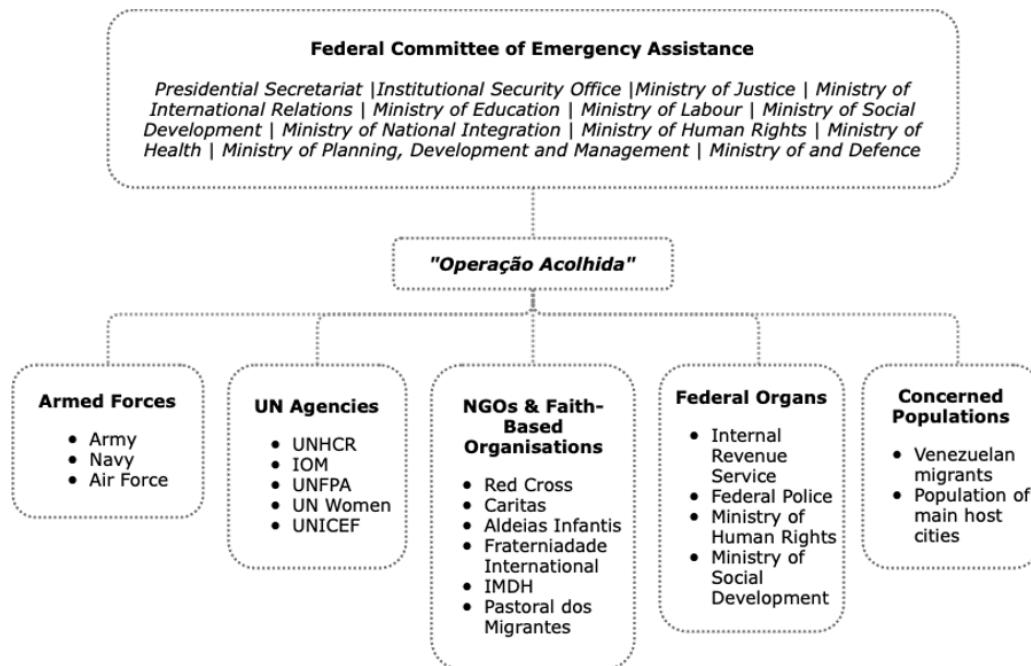 Federal Committee of Emergency Assistance
Presidential Secretariat |Institutional Security Office |Ministry of Justice | Ministry of
International Relations | Ministry of Education | Ministry of Labour | Ministry of Social
Development | Ministry of National Integration | Ministry of Human Rights | Ministry of
Health | Ministry of Planning, Development and Management | Ministry of and Defence
"Operação Acolhida"
Armed Forces
• Army
• Navy
• Air Force
UN Agencies
• UNHCR
• IOM
• UNFPA
• UN Women
• UNICEF
NGOs & Faith-
Based
Organisations
• Red Cross
• Caritas
• Aldeias Infantis
• Fraterniadade
International
• IMDH
• Pastoral dos
Migrantes
Federal Organs
• Internal
Revenue
Service
• Federal Police
• Ministry of
Human Rights
• Ministry of
Social
Development
Concerned
Populations
• Venezuelan
migrants
• Population of
main host
cities